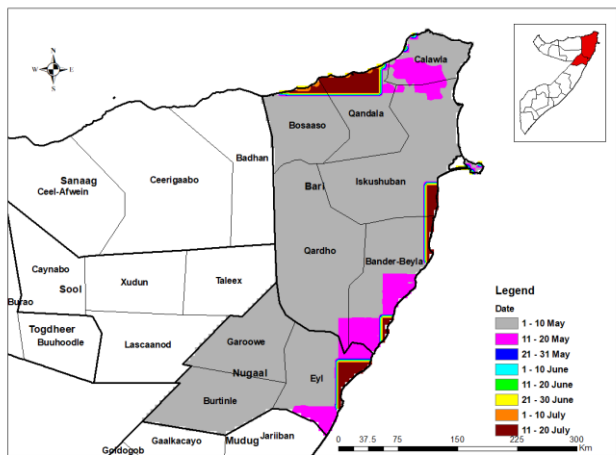 N
W E
S
Calawla
Qandala
Bosaaso
Badhan
Sanaag
Ceel-Afwein
Ceerigaabo
Bari
Iskushuban
Qardho
Bander-Beyla
Caynabo
Sool
Xudun
Taleex
Burao
Togdheer
Buuhoodle
Lascaanod
Garoowe
Nugaal
Eyl
Burtinle
Gaalkacayo
Mudug
Jariiban
Goldogob
Legend
Date
1 - 10 May
11 - 20 May
21 - 31 May
1 - 10 June
11 - 20 June
21 - 30 June
1 - 10 July
11 - 20 July
0 37.5 75 150 225 300
Km